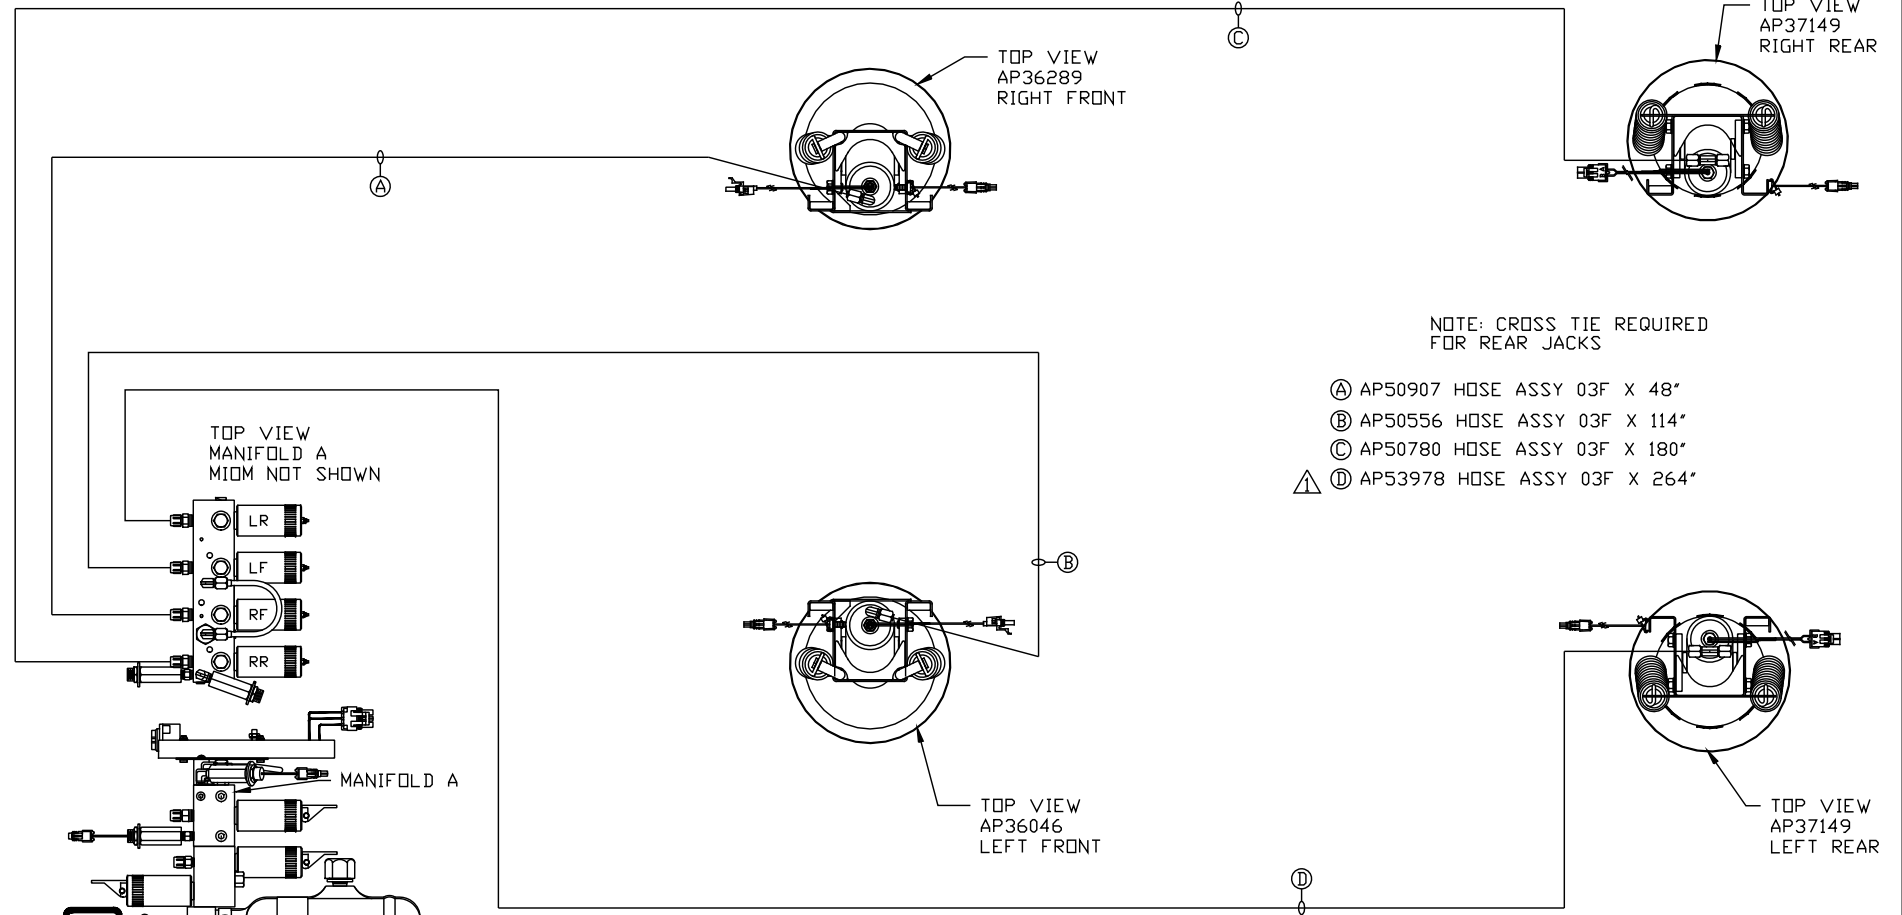 TOP VIEW
AP37149
RIGHT REAR
C
TOP VIEW
AP36289
RIGHT FRONT
A
NOTE: CROSS TIE REQUIRED
FOR REAR JACKS
A AP50907 HOSE ASSY 03F X 48"
B AP50556 HOSE ASSY 03F X 114"
C AP50780 HOSE ASSY 03F X 180"
1 D AP53978 HOSE ASSY 03F X 264"
TOP VIEW
MANIFOLD A
MIOM NOT SHOWN
LR
LF
RF
RR
B
MANIFOLD A
TOP VIEW
AP36046
LEFT FRONT
TOP VIEW
AP37149
LEFT REAR
D